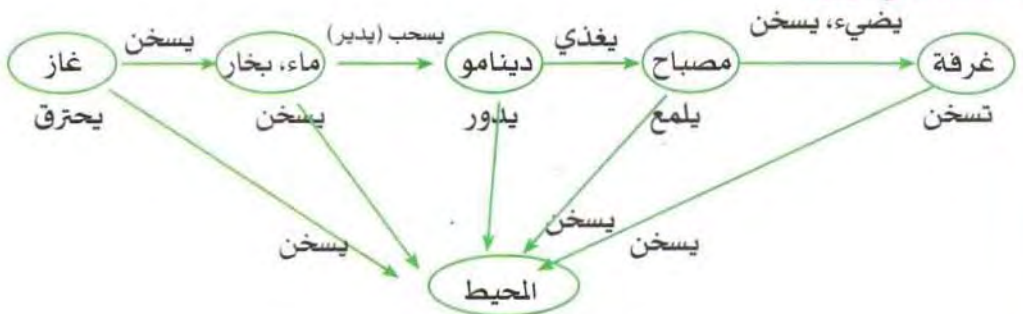 يضيء، يسخن
يغذي
يسحب (يدير)
يسخن
غرفة
مصباح
دينامو
ماء، بخار
غاز
تسخن
يلمع
يدور
يسخن
يحترق
يسخن
يسخن
يسخن
المحيط